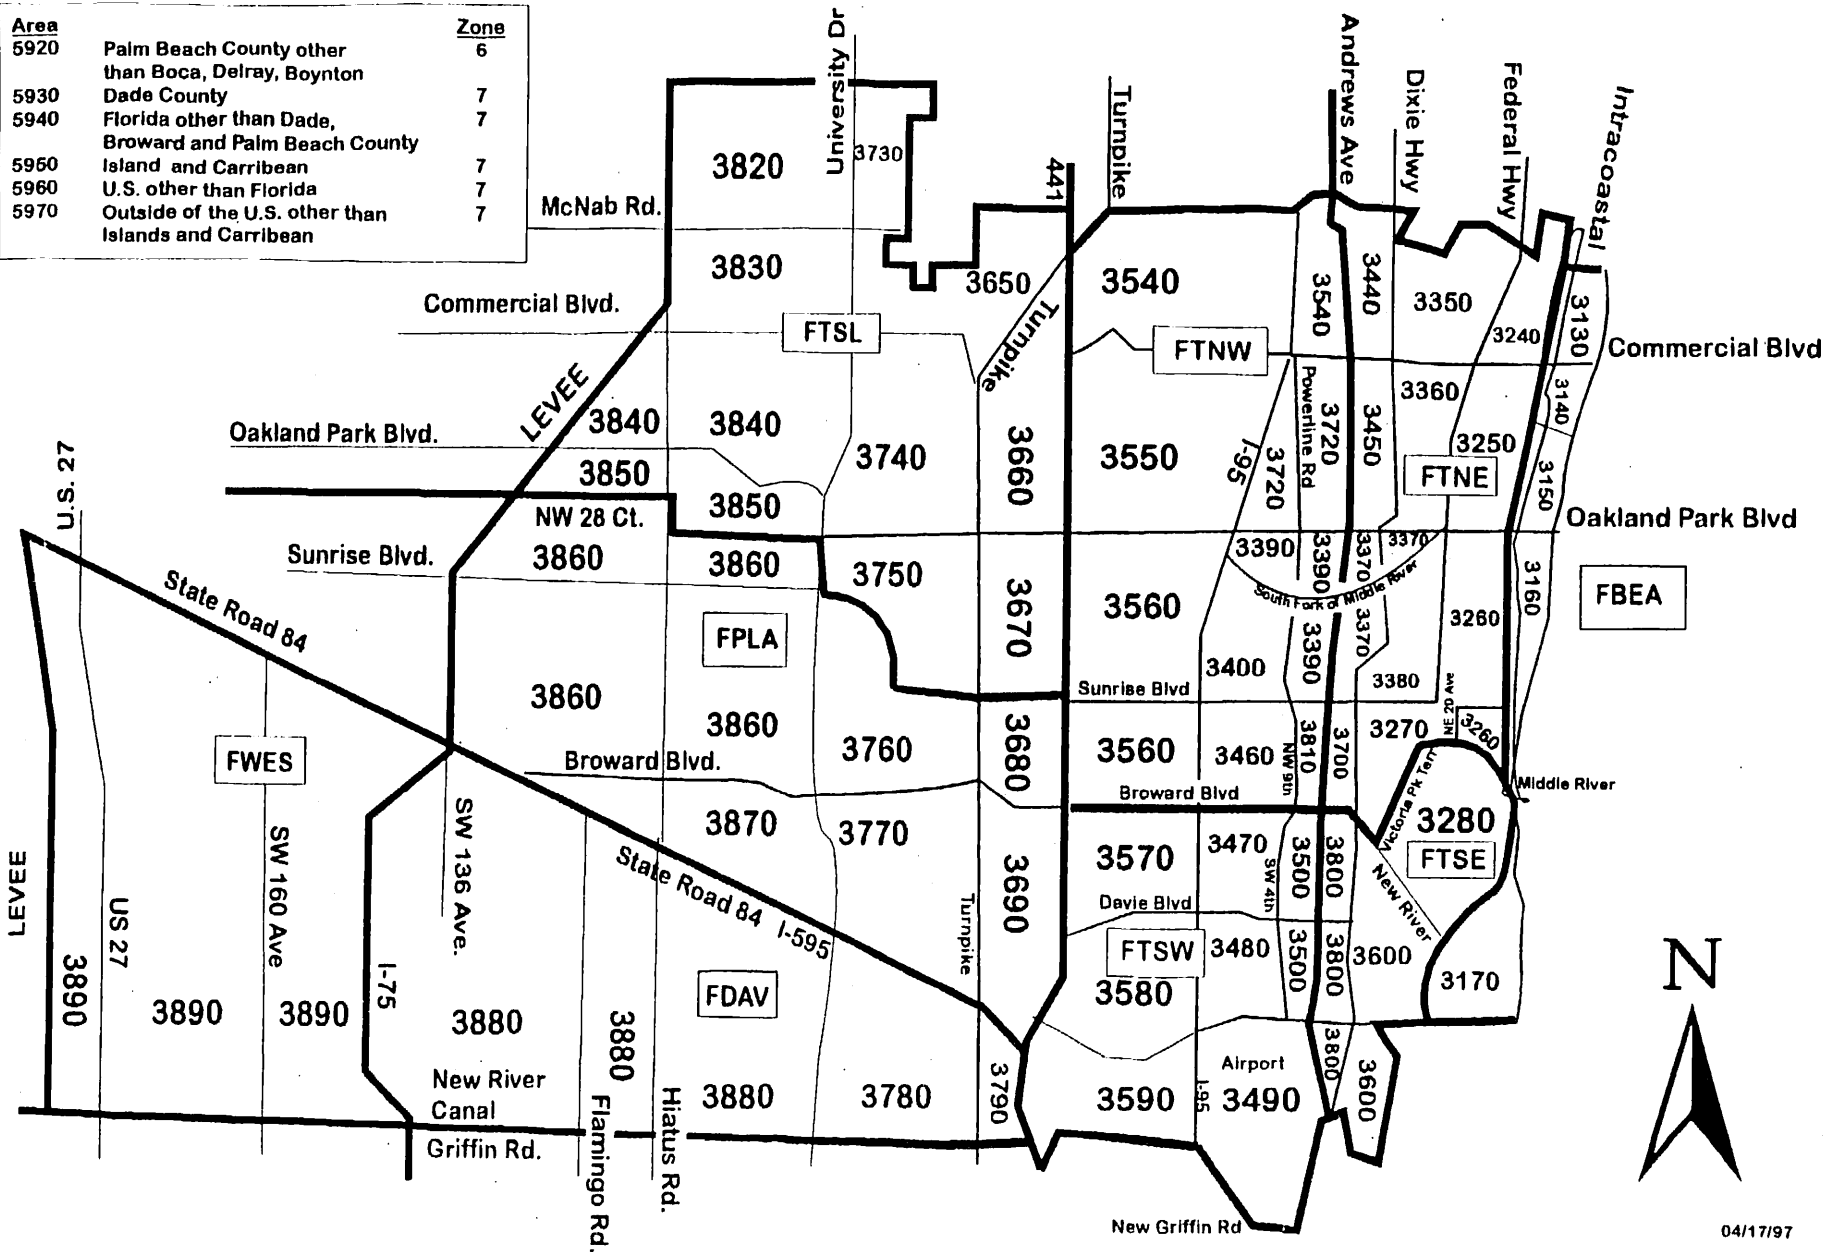 Area Zone
5920 Palm Beach County other 6
than Boca, Delray, Boynton
5930 Dade County 7
5940 Florida other than Dade, 7
Broward and Palm Beach County
5950 Island and Carribean 7
5960 U.S. other than Florida 7
5970 Outside of the U.S. other than 7
Islands and Carribean
University Dr
Turnpike
441
Andrews Ave
Dixie Hwy
Federal Hwy
Intracoastal
3820
3730
McNab Rd.
3830
3650
3540
3540
3440
3350
3240
3130
Commercial Blvd.
FTSL
Turnpike
FTNW
Commercial Blvd
LEVEE
3840
3840
3740
3660
3550
I-95
3720
Powerline Rd
3720
3450
3360
3250
3140
FTNE
3150
Oakland Park Blvd.
3850
3850
NW 28 Ct.
Oakland Park Blvd
U.S. 27
Sunrise Blvd.
3860
3860
3750
3670
3560
3390
3390
3370
3370
South Fork of Middle River
3260
3160
FBEA
State Road 84
FPLA
3400
3390
3370
3380
Sunrise Blvd
3860
3860
3760
3680
3560
3460
NW 9th
3810
3700
3270
NE 20 Ave
3260
FWES
Broward Blvd.
Broward Blvd
Middle River
Victoria Pk Terr
3280
FTSE
SW 136 Ave.
SW 160 Ave
3870
3770
3690
3570
3470
SW 4th
3500
3800
New River
LEVEE
US 27
State Road 84
I-595
Turnpike
Davie Blvd
FTSW
3480
3500
3800
3600
3170
3890
3890
3890
I-75
3880
3880
FDAV
3580
N
New River
Canal
3880
3780
3790
3590
I-95
Airport
3490
3800
3600
Griffin Rd.
Flamingo Rd.
Hiatus Rd.
New Griffin Rd
04/17/97